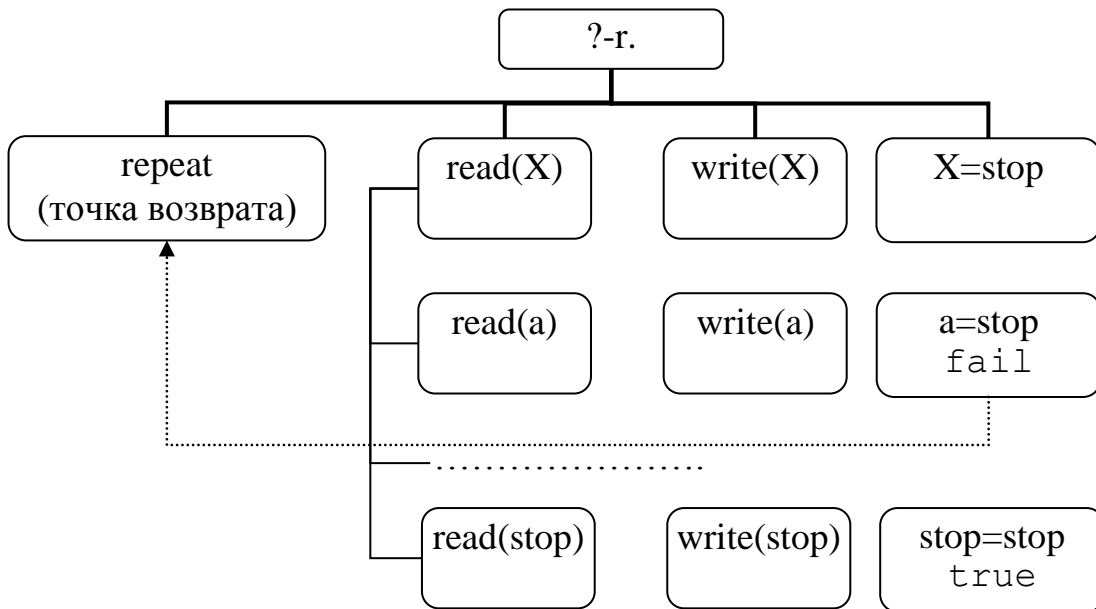 ?-r.
repeat
(точка возврата)
read(X)
write(X)
X=stop
read(a)
write(a)
a=stop
fail
......................
read(stop)
write(stop)
stop=stop
true